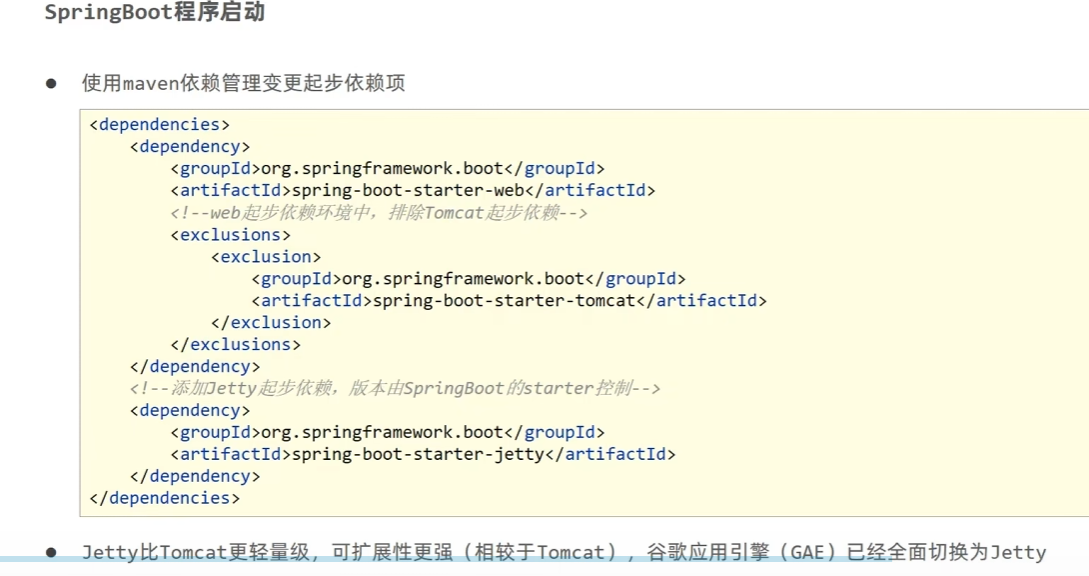 SpringBoot程序启动
● 使用maven依赖管理变更起步依赖项
<dependencies>
    <dependency>
        <groupId>org.springframework.boot</groupId>
        <artifactId>spring-boot-starter-web</artifactId>
        <!--web起步依赖环境中，排除Tomcat起步依赖-->
        <exclusions>
            <exclusion>
                <groupId>org.springframework.boot</groupId>
                <artifactId>spring-boot-starter-tomcat</artifactId>
            </exclusion>
        </exclusions>
    </dependency>
    <!--添加Jetty起步依赖，版本由SpringBoot的starter控制-->
    <dependency>
        <groupId>org.springframework.boot</groupId>
        <artifactId>spring-boot-starter-jetty</artifactId>
    </dependency>
</dependencies>
● Jetty比Tomcat更轻量级，可扩展性更强（相较于Tomcat），谷歌应用引擎（GAE）已经全面切换为Jetty